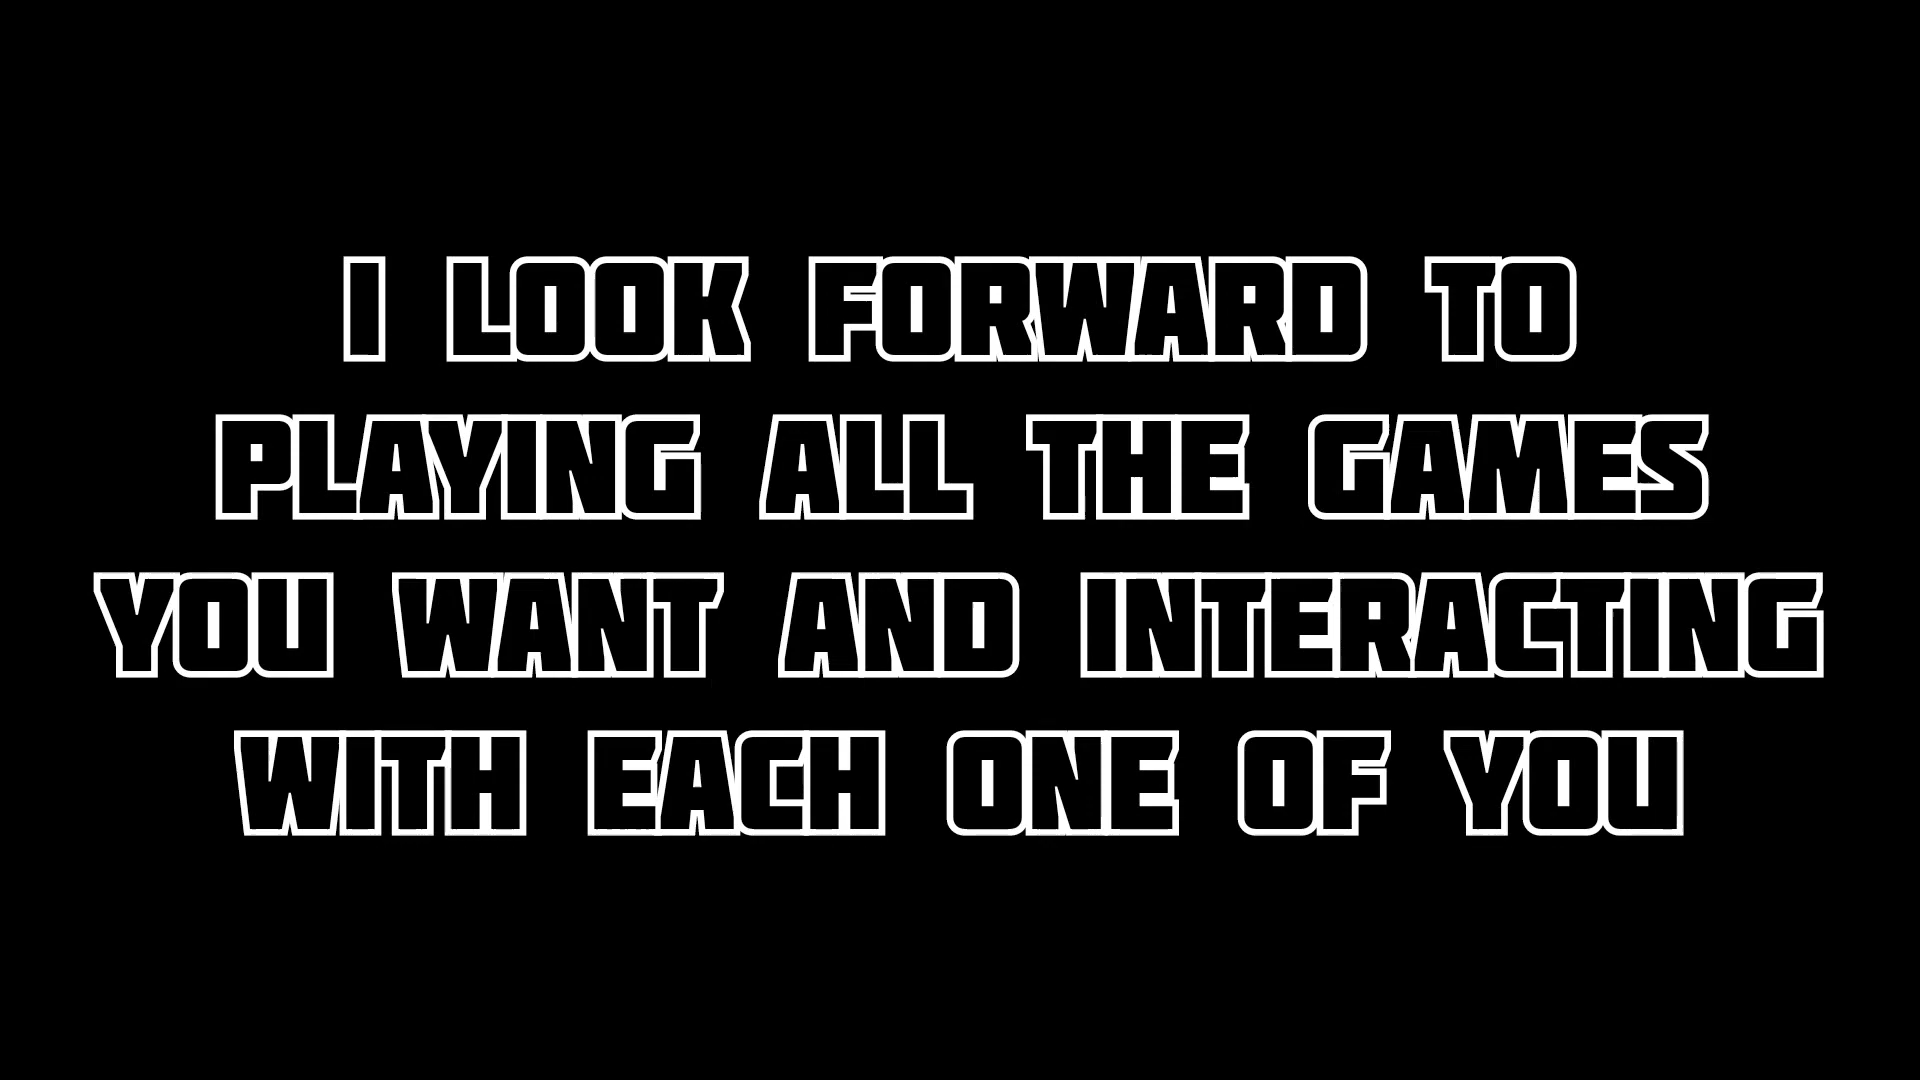 I LOOK FORWARD TO
PLAYING ALL THE GAMES
YOU WANT AND INTERACTING
WITH EACH ONE OF YOU